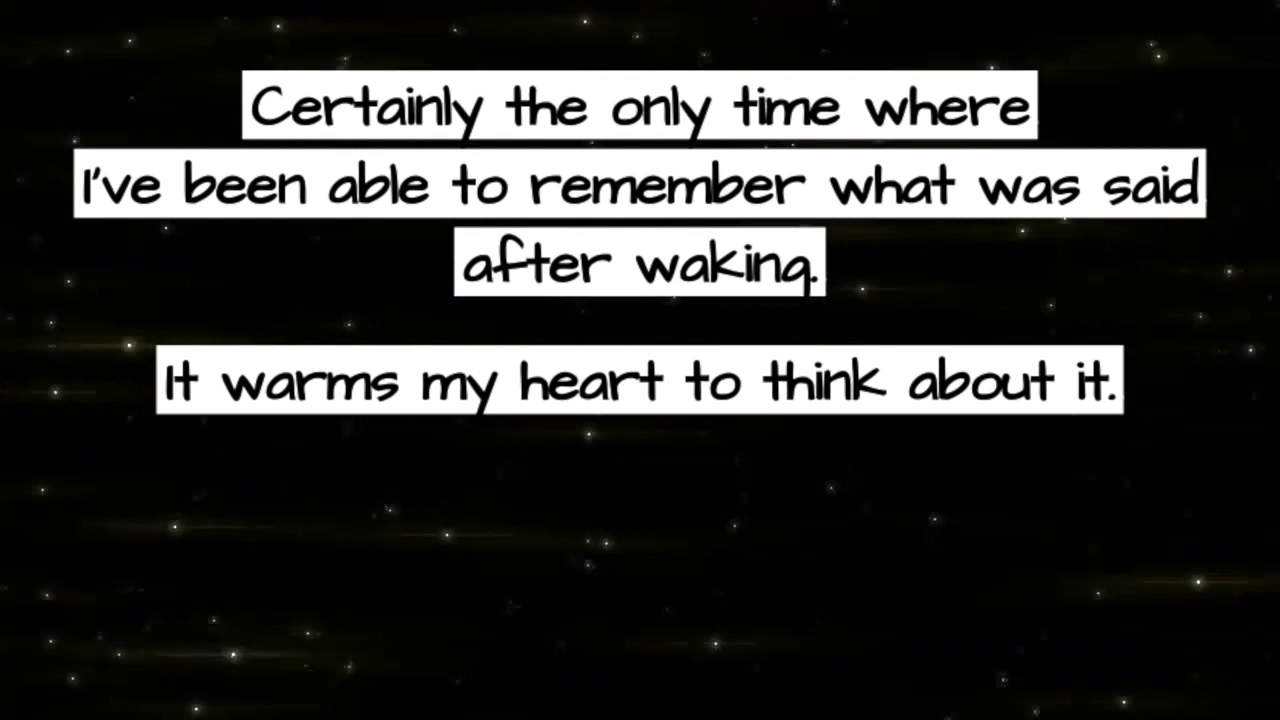 Certainly the only time where
I've been able to remember what was said
after waking.
It warms my heart to think about it.